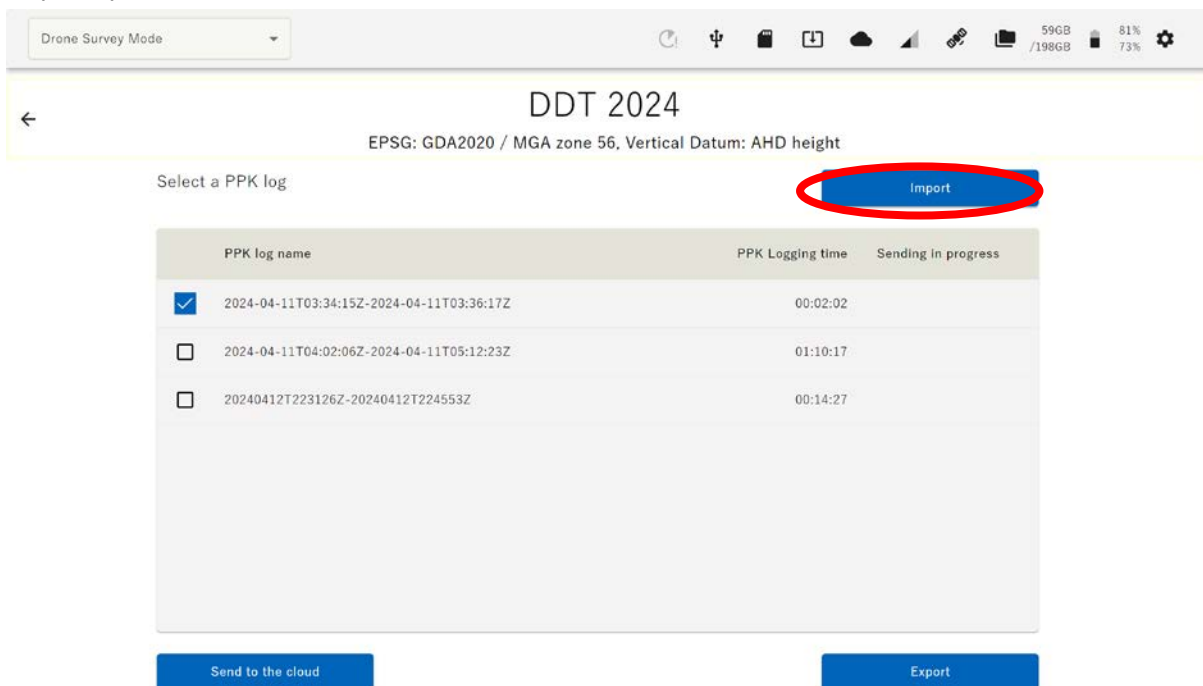 Drone Survey Mode
59GB
/198GB
81%
73%
DDT 2024
EPSG: GDA2020 / MGA zone 56, Vertical Datum: AHD height
Select a PPK log
Import
PPK log name PPK Logging time Sending in progress
2024-04-11T03:34:15Z-2024-04-11T03:36:17Z 00:02:02
2024-04-11T04:02:06Z-2024-04-11T05:12:23Z 01:10:17
20240412T223126Z-20240412T224553Z 00:14:27
Send to the cloud Export